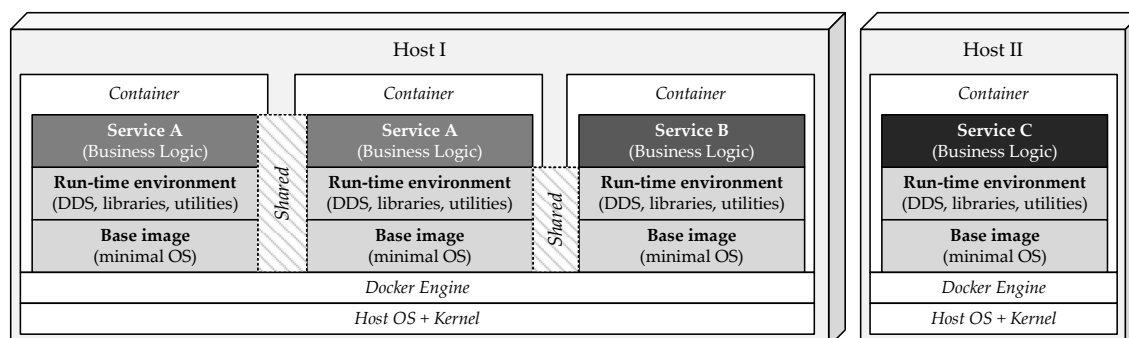 Host I
Host II
Container
Container
Container
Container
Service A
(Business Logic)
Service A
(Business Logic)
Service B
(Business Logic)
Service C
(Business Logic)
Shared
Shared
Run-time environment
(DDS, libraries, utilities)
Run-time environment
(DDS, libraries, utilities)
Run-time environment
(DDS, libraries, utilities)
Run-time environment
(DDS, libraries, utilities)
Base image
(minimal OS)
Base image
(minimal OS)
Base image
(minimal OS)
Base image
(minimal OS)
Docker Engine
Docker Engine
Host OS + Kernel
Host OS + Kernel